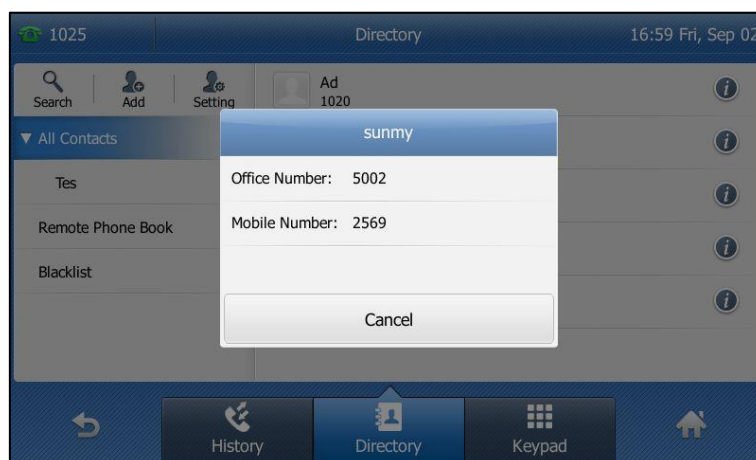 1025 Directory 16:59 Fri, Sep 02
Search Add Setting
Ad
1020
All Contacts
Tes
Remote Phone Book
Blacklist
sunmy
Office Number: 5002
Mobile Number: 2569
Cancel
History Directory Keypad